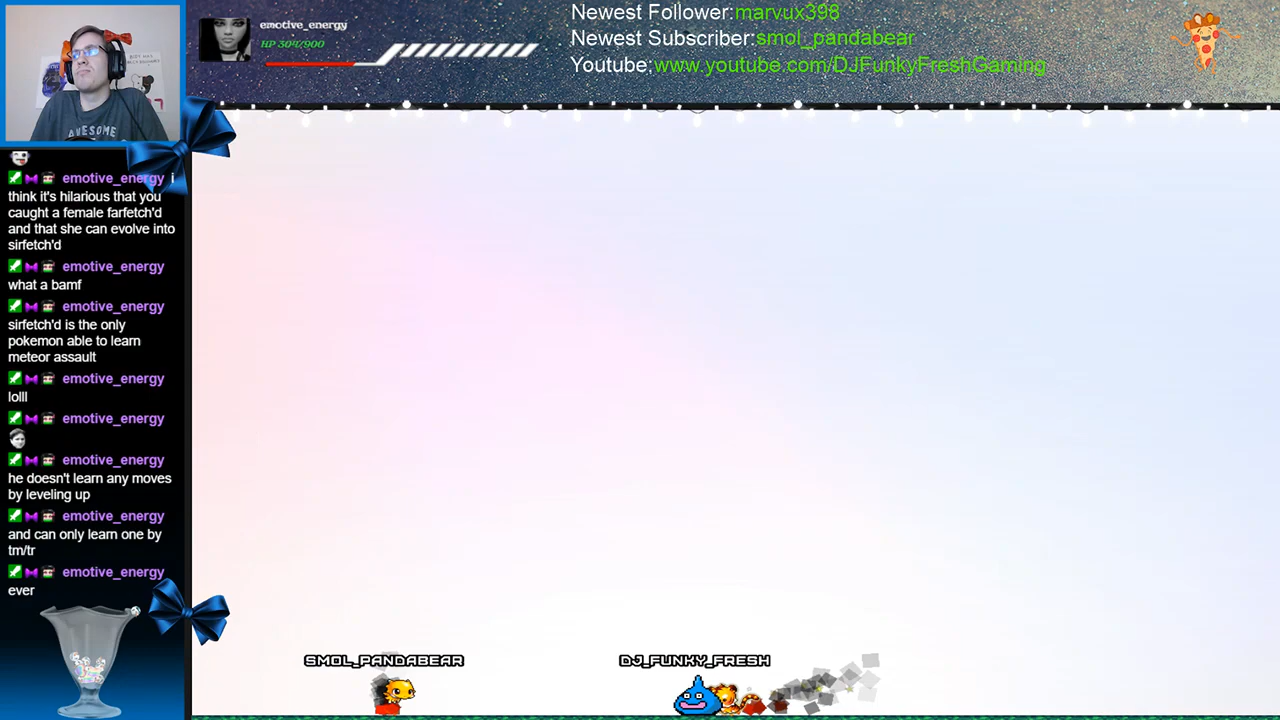 emotive_energy
HP 304/900
Newest Follower:marvux398
Newest Subscriber:smol_pandabear
Youtube;www.youtube.com/DJFunkyFreshGaming
AWESOME
emotive_energy i
think it's hilarious that you
caught a female farfetch'd
and that she can evolve into
sirfetch'd
emotive_energy
what a bamf
emotive_energy
sirfetch'd is the only
pokemon able to learn
meteor assault
emotive_energy
lolll
emotive_energy
emotive_energy
he doesn't learn any moves
by leveling up
emotive_energy
and can only learn one by
tm/tr
emotive_energy
ever
SMOL_PANDABEAR
DJ_FUNKY_FRESH